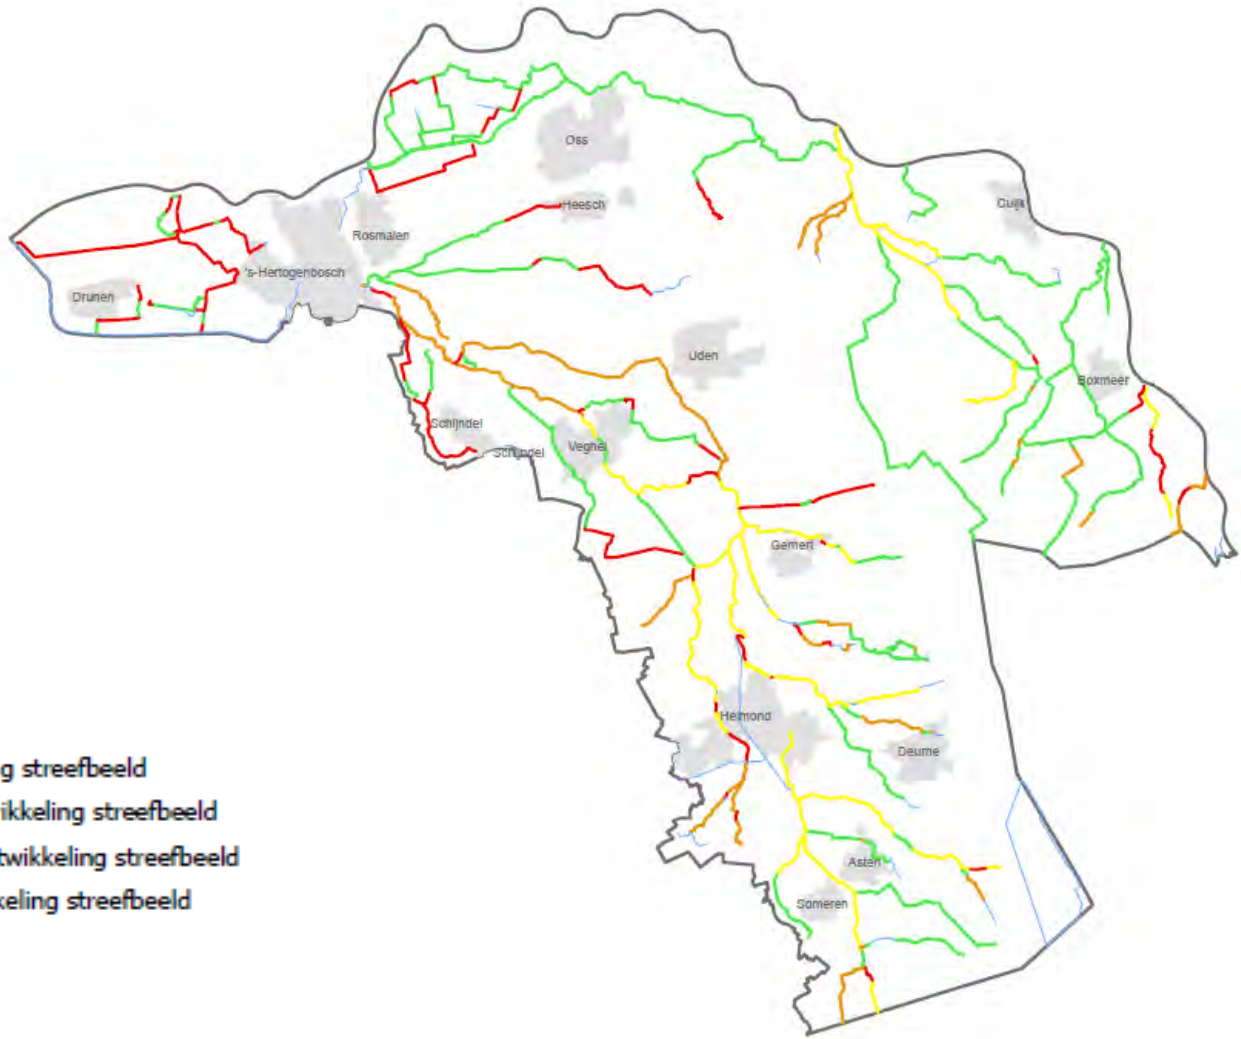 Oss
Cuijk
Heesch
Rosmalen
's-Hertogenbosch
Drunen
Uden
Boxmeer
Schijndel
Veghel
Schijndel
Gemert
Helmond
Deurne
g streefbeeld
ikkeling streefbeeld
twikkeling streefbeeld
keling streefbeeld
Asten
Someren